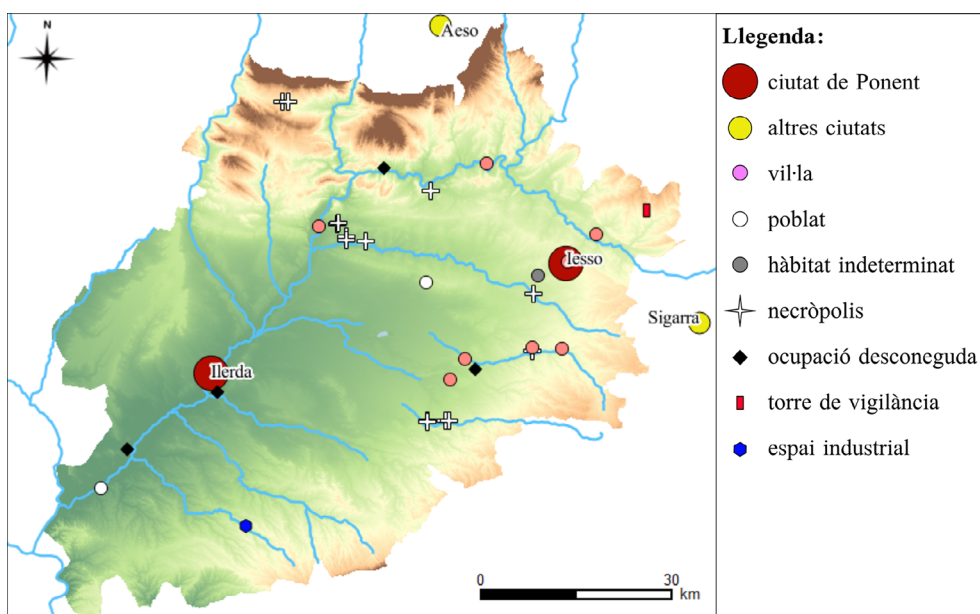 N
Aeso
Iesso
Sigarra
Ilerda
0 30
km
Llegenda:
ciutat de Ponent
altres ciutats
vil·la
poblat
hàbitat indeterminat
necròpolis
ocupació desconeguda
torre de vigilància
espai industrial